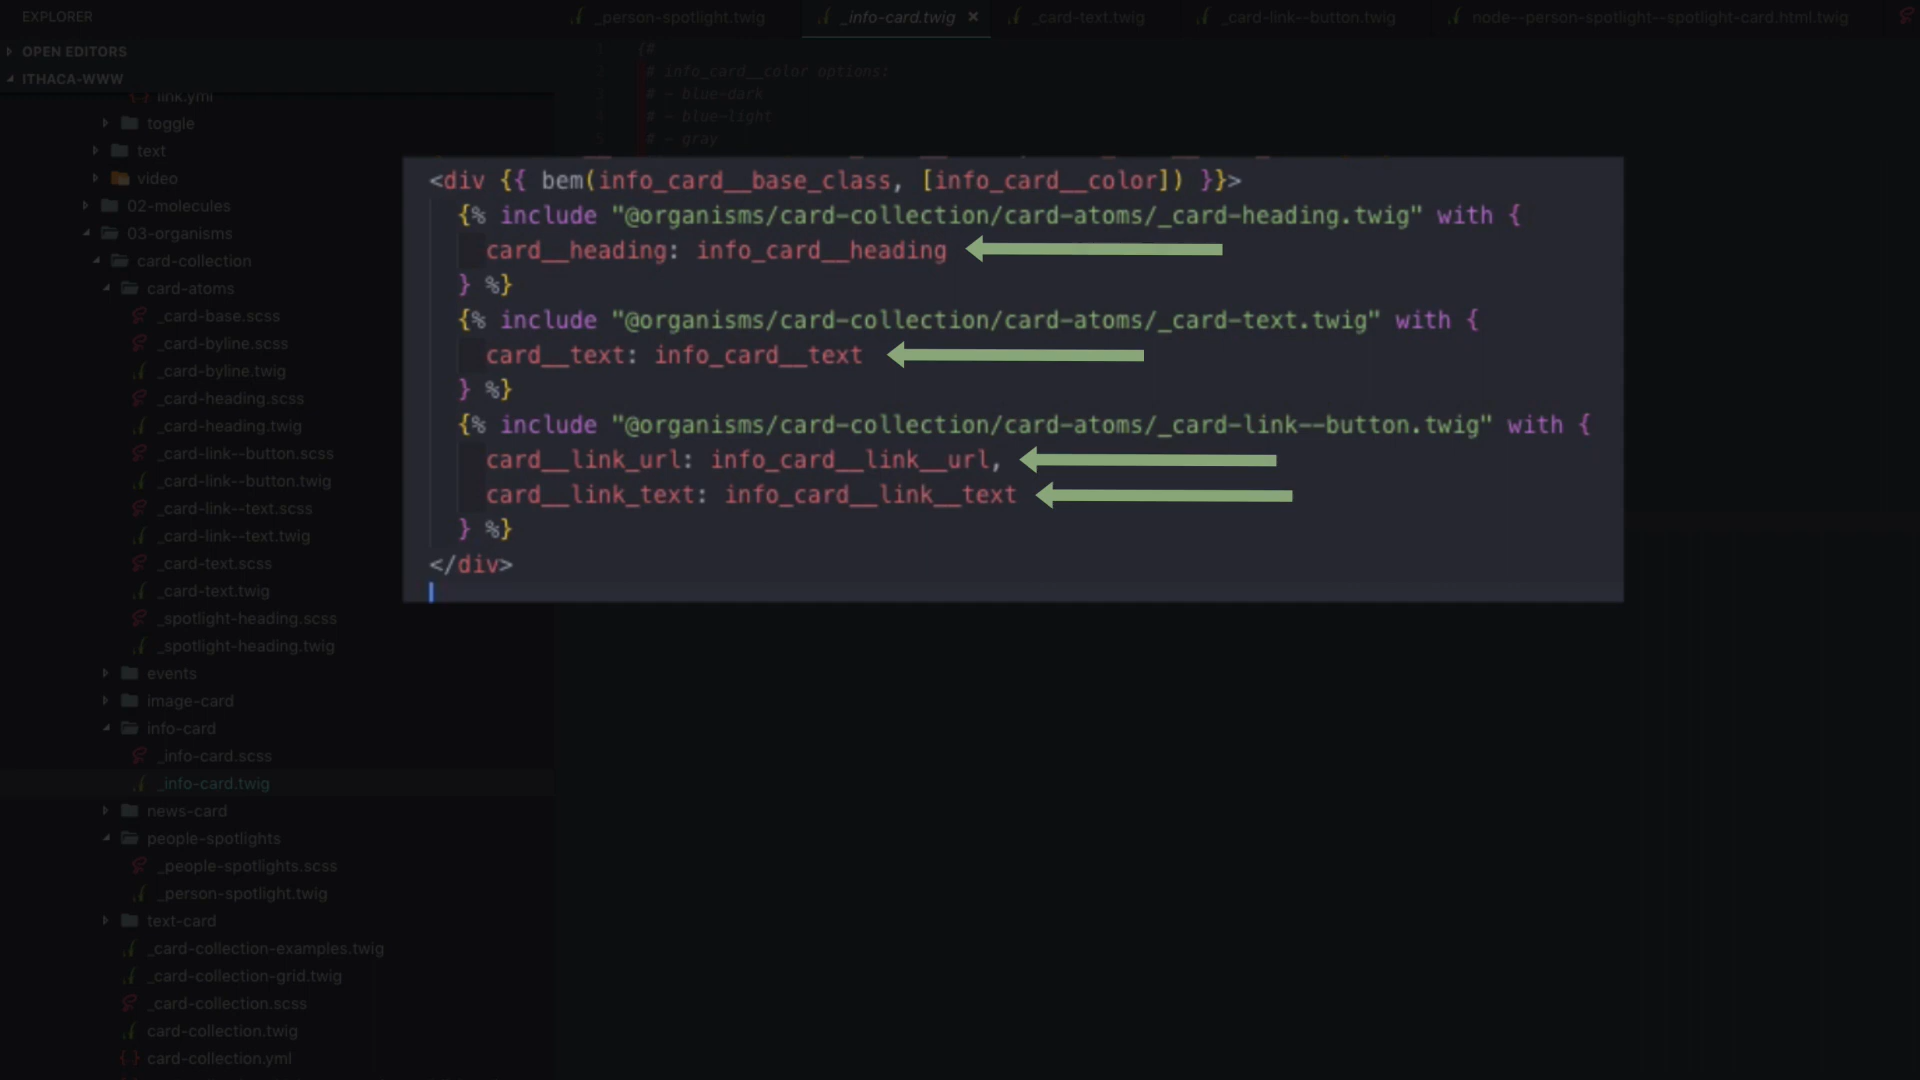 EXPLORER
_person-spotlight.twig
_info-card.twig ×
_card-text.twig
_card-link--button.twig
node--person-spotlight--spotlight-card.html.twig
OPEN EDITORS
ITHACA-WWW
link.yml
toggle
text
video
02-molecules
03-organisms
card-collection
card-atoms
_card-base.scss
_card-byline.scss
_card-byline.twig
_card-heading.scss
_card-heading.twig
_card-link--button.scss
_card-link--button.twig
_card-link--text.scss
_card-link--text.twig
_card-text.scss
_card-text.twig
_spotlight-heading.scss
_spotlight-heading.twig
events
image-card
info-card
_info-card.scss
_info-card.twig
news-card
people-spotlights
_people-spotlights.scss
_person-spotlight.twig
text-card
_card-collection-examples.twig
_card-collection-grid.twig
_card-collection.scss
card-collection.twig
card-collection.yml
1 {#
2 # info_card__color options:
3 # - blue-dark
4 # - blue-light
5 # - gray
<div {{ bem(info_card__base_class, [info_card__color]) }}>
{% include "@organisms/card-collection/card-atoms/_card-heading.twig" with {
card__heading: info_card__heading
} %}
{% include "@organisms/card-collection/card-atoms/_card-text.twig" with {
card__text: info_card__text
} %}
{% include "@organisms/card-collection/card-atoms/_card-link--button.twig" with {
card__link_url: info_card__link__url,
card__link_text: info_card__link__text
} %}
</div>